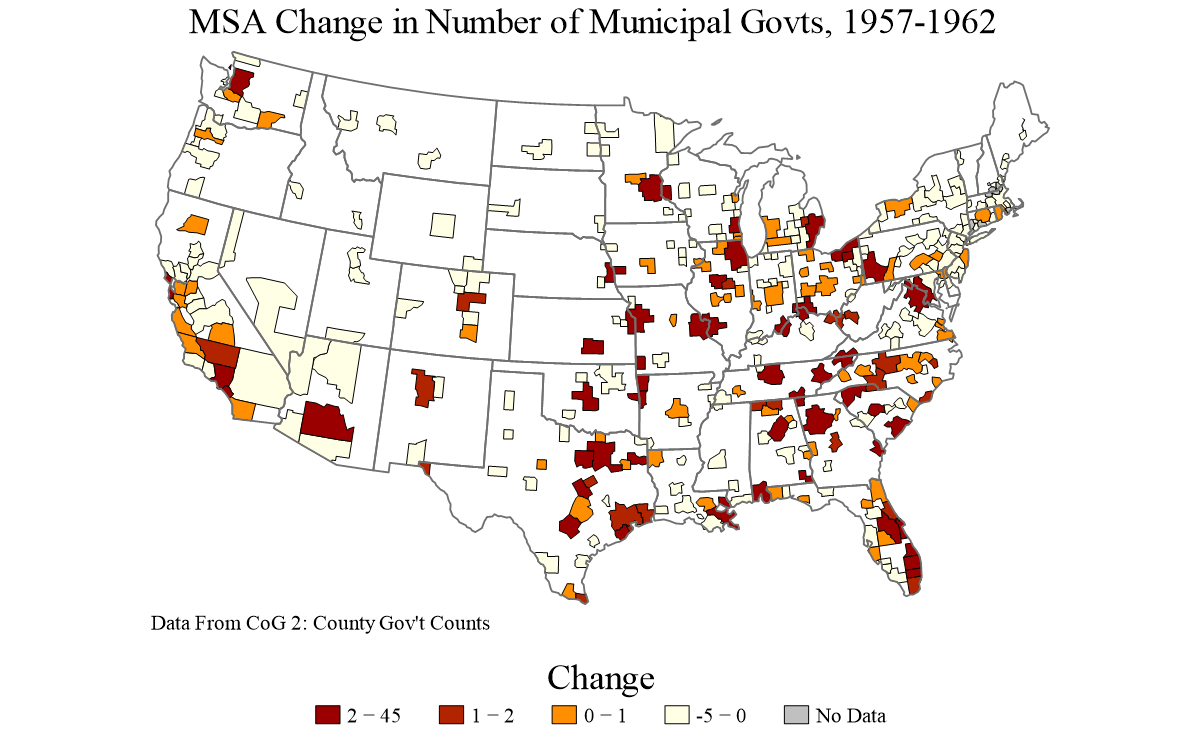 MSA Change in Number of Municipal Govts, 1957-1962
Data From CoG 2: County Gov't Counts
Change
2 − 45
1 − 2
0 − 1
-5 − 0
No Data